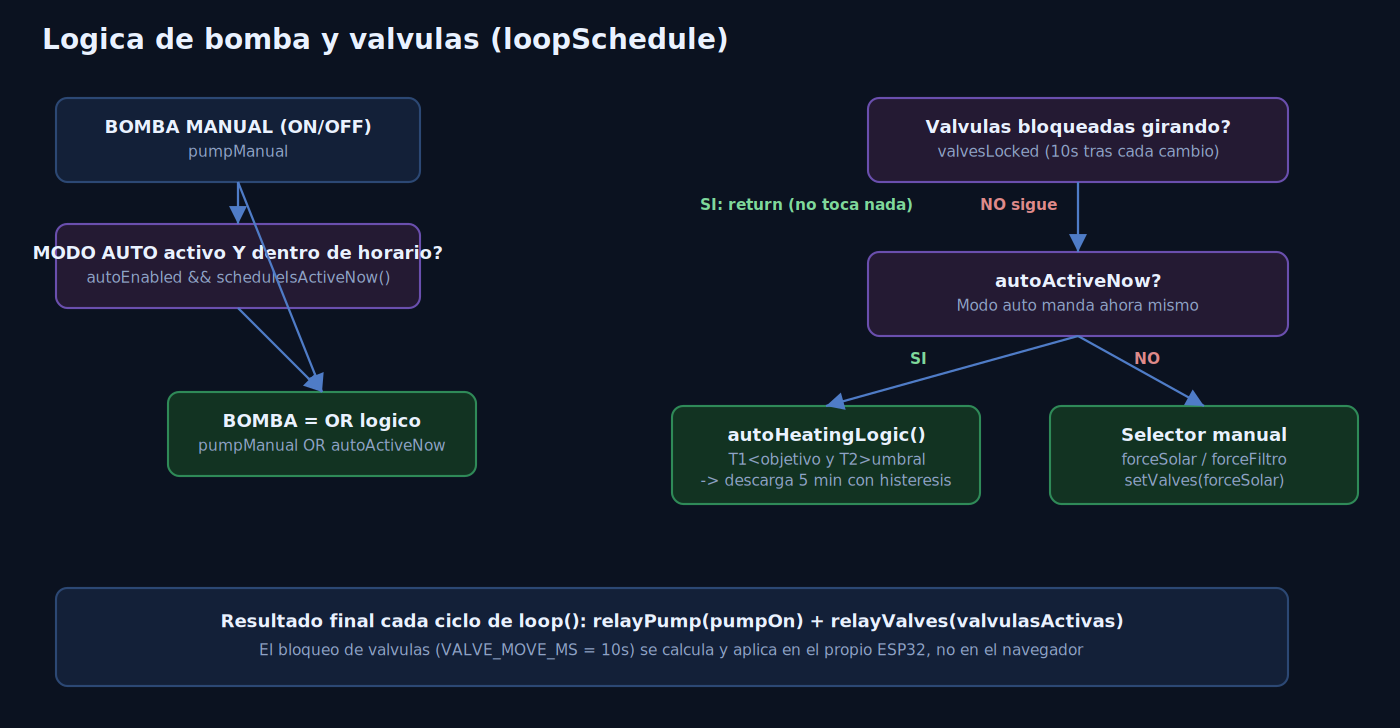 Logica de bomba y valvulas (loopSchedule)
BOMBA MANUAL (ON/OFF)
pumpManual
MODO AUTO activo Y dentro de horario?
autoEnabled && scheduleIsActiveNow()
BOMBA = OR logico
pumpManual OR autoActiveNow
Valvulas bloqueadas girando?
valvesLocked (10s tras cada cambio)
SI: return (no toca nada)
NO sigue
autoActiveNow?
Modo auto manda ahora mismo
SI
NO
autoHeatingLogic()
T1<objetivo y T2>umbral
-> descarga 5 min con histeresis
Selector manual
forceSolar / forceFiltro
setValves(forceSolar)
Resultado final cada ciclo de loop(): relayPump(pumpOn) + relayValves(valvulasActivas)
El bloqueo de valvulas (VALVE_MOVE_MS = 10s) se calcula y aplica en el propio ESP32, no en el navegador